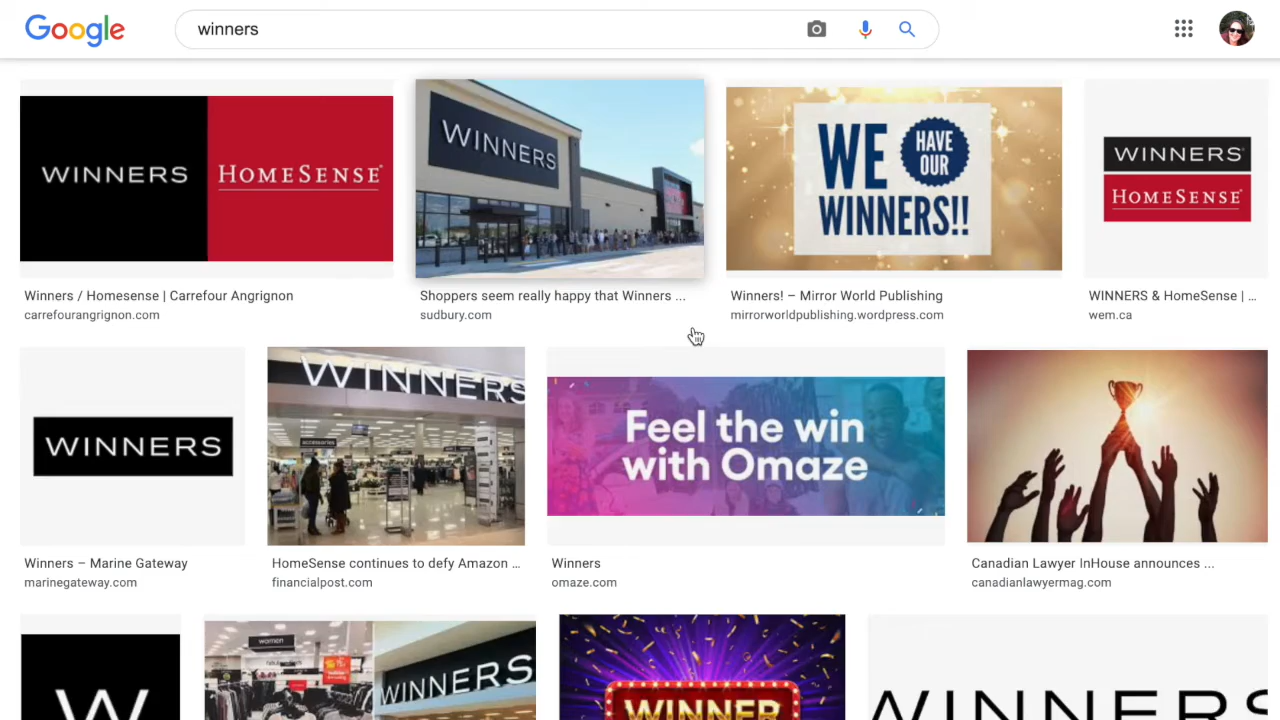 Google
winners
WINNERS
HOMESENSE
WINNERS
WE
HAVE
OUR
WINNERS!!
WINNERS
HOMESENSE
Winners / Homesense | Carrefour Angrignon
carrefourangrignon.com
Shoppers seem really happy that Winners ...
sudbury.com
Winners! – Mirror World Publishing
mirrorworldpublishing.wordpress.com
WINNERS & HomeSense | ...
wem.ca
WINNERS
WINNERS
accessories
Feel the win
with Omaze
Winners – Marine Gateway
marinegateway.com
HomeSense continues to defy Amazon ...
financialpost.com
Winners
omaze.com
Canadian Lawyer InHouse announces ...
canadianlawyermag.com
W
women
WINNERS
WINNER
WINNERS